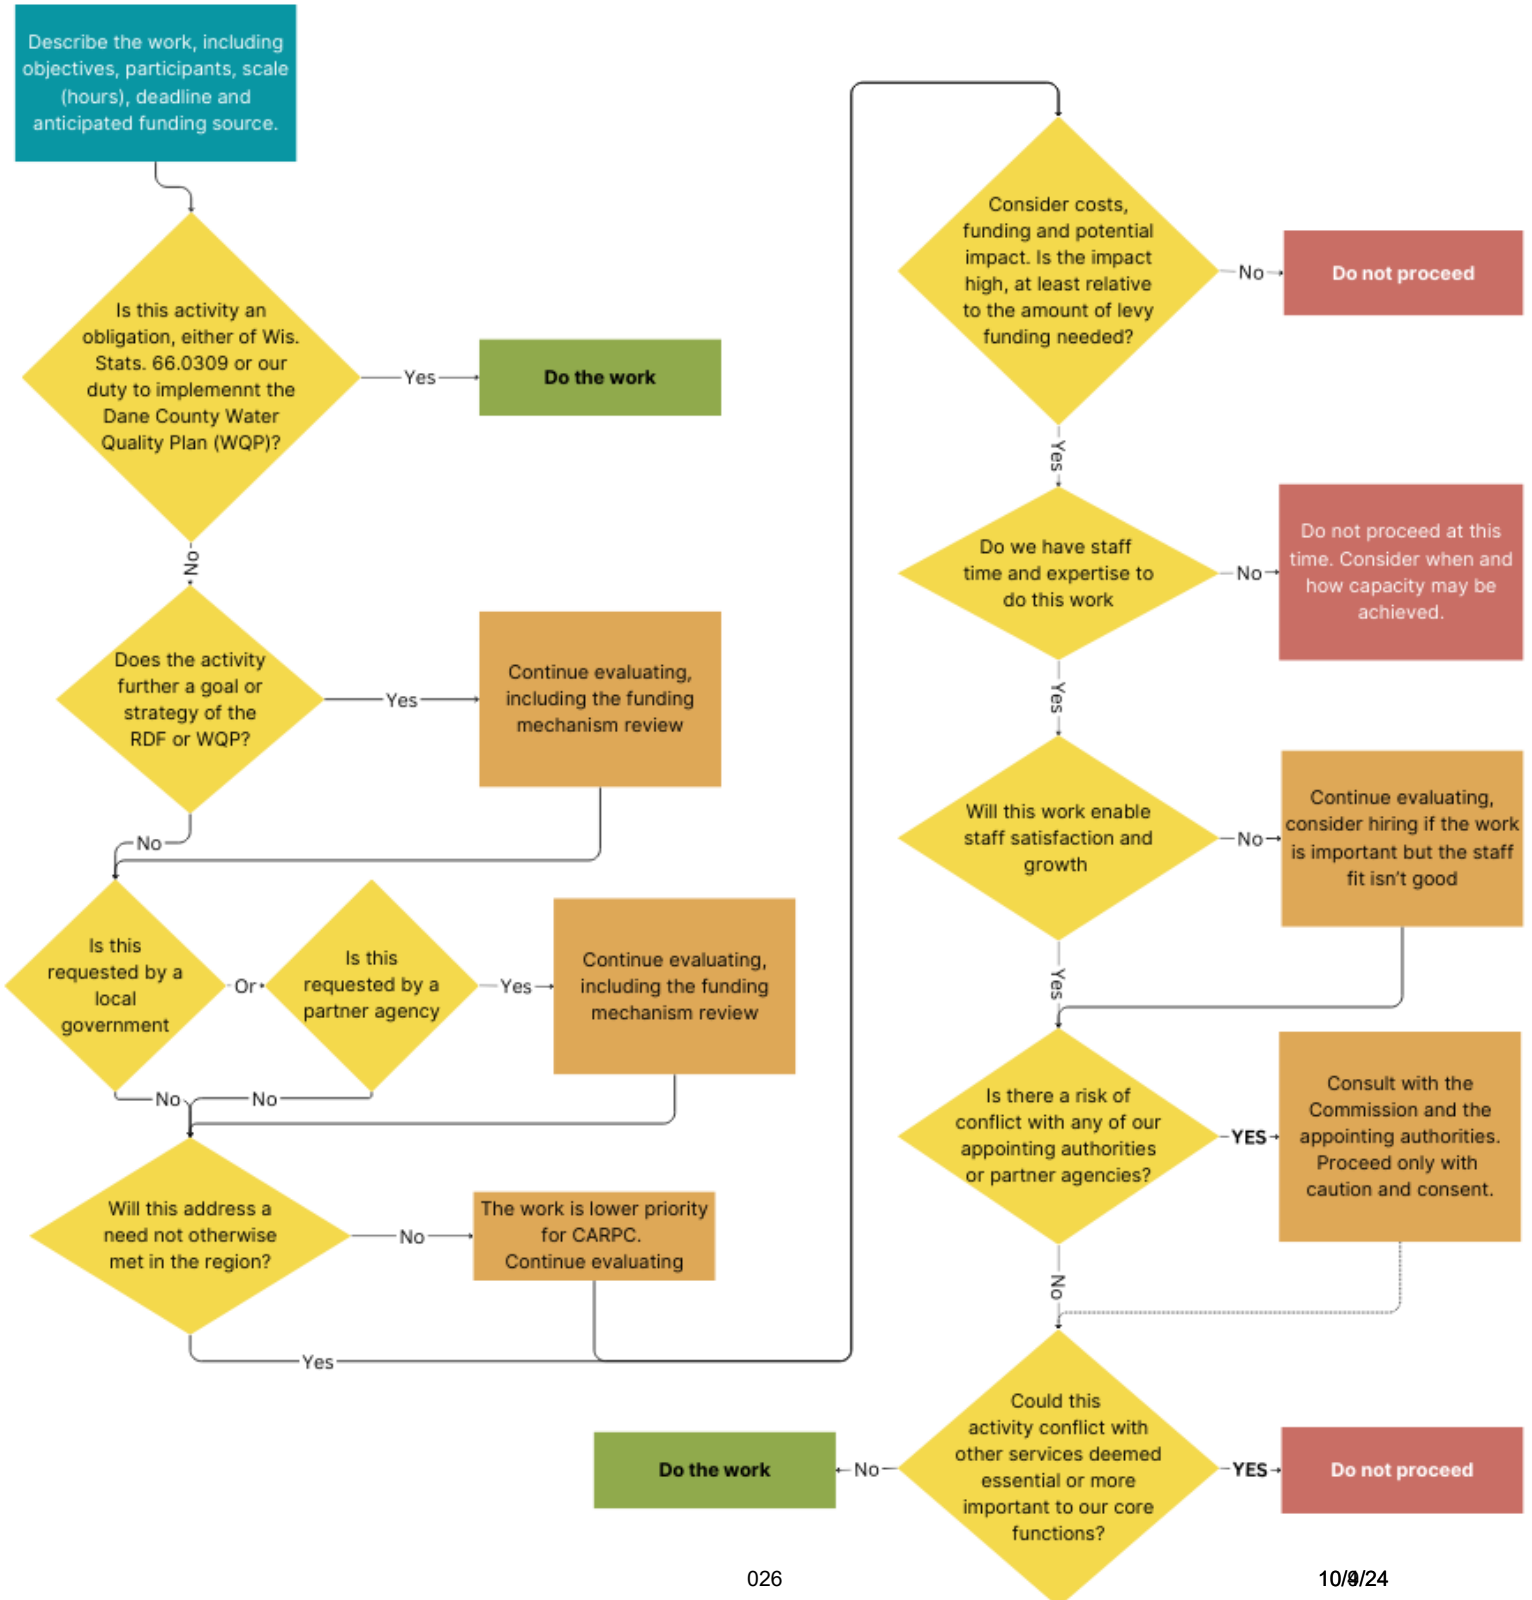 Describe the work, including
objectives, participants, scale
(hours), deadline and
anticipated funding source.
Is this activity an
obligation, either of Wis.
Stats. 66.0309 or our
duty to implemennt the
Dane County Water
Quality Plan (WQP)?
Yes
Do the work
No
Does the activity
further a goal or
strategy of the
RDF or WQP?
Yes
Continue evaluating,
including the funding
mechanism review
No
Is this
requested by a
local
government
Or
Is this
requested by a
partner agency
Yes
Continue evaluating,
including the funding
mechanism review
No
No
Will this address a
need not otherwise
met in the region?
No
The work is lower priority
for CARPC.
Continue evaluating
Yes
Consider costs,
funding and potential
impact. Is the impact
high, at least relative
to the amount of levy
funding needed?
No
Do not proceed
Yes
Do we have staff
time and expertise to
do this work
No
Do not proceed at this
time. Consider when and
how capacity may be
achieved.
Yes
Will this work enable
staff satisfaction and
growth
No
Continue evaluating,
consider hiring if the work
is important but the staff
fit isn't good
Yes
Is there a risk of
conflict with any of our
appointing authorities
or partner agencies?
YES
Consult with the
Commission and the
appointing authorities.
Proceed only with
caution and consent.
No
Could this
activity conflict with
other services deemed
essential or more
important to our core
functions?
No
Do the work
YES
Do not proceed
026